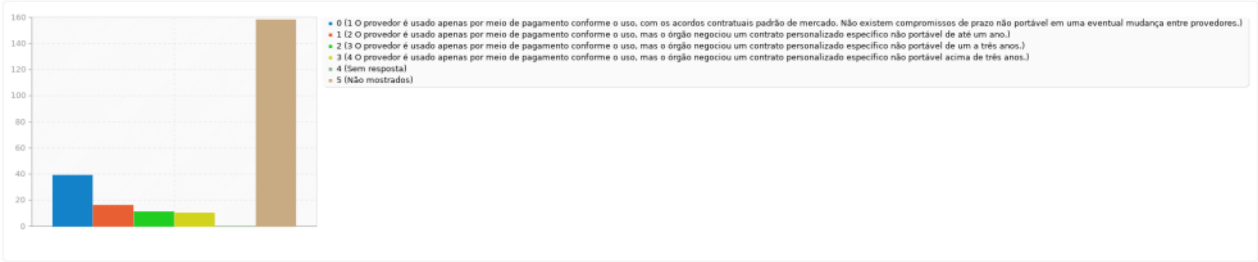 160
140
120
100
80
60
40
20
0
0 (1 O provedor é usado apenas por meio de pagamento conforme o uso, com os acordos contratuais padrão de mercado. Não existem compromissos de prazo não portável em uma eventual mudança entre provedores.)
1 (2 O provedor é usado apenas por meio de pagamento conforme o uso, mas o órgão negociou um contrato personalizado específico não portável de até um ano.)
2 (3 O provedor é usado apenas por meio de pagamento conforme o uso, mas o órgão negociou um contrato personalizado específico não portável de um a três anos.)
3 (4 O provedor é usado apenas por meio de pagamento conforme o uso, mas o órgão negociou um contrato personalizado específico não portável acima de três anos.)
4 (Sem resposta)
5 (Não mostrados)